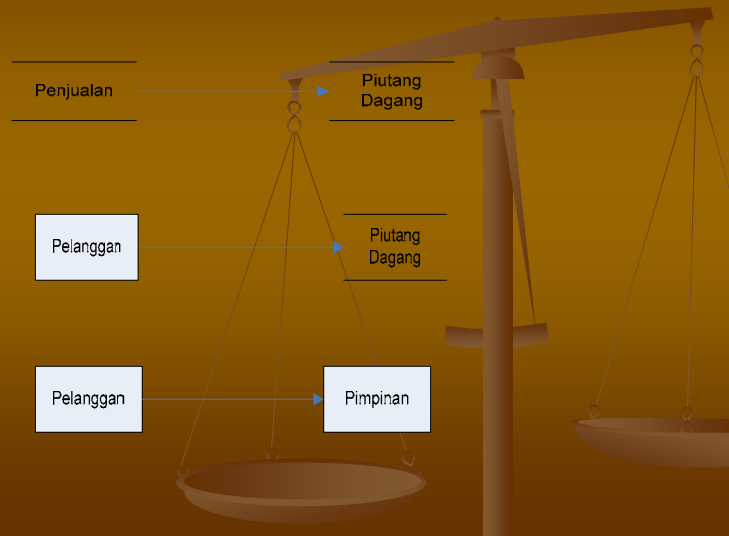 Penjualan
Piutang
Dagang
Pelanggan
Piutang
Dagang
Pelanggan
Pimpinan